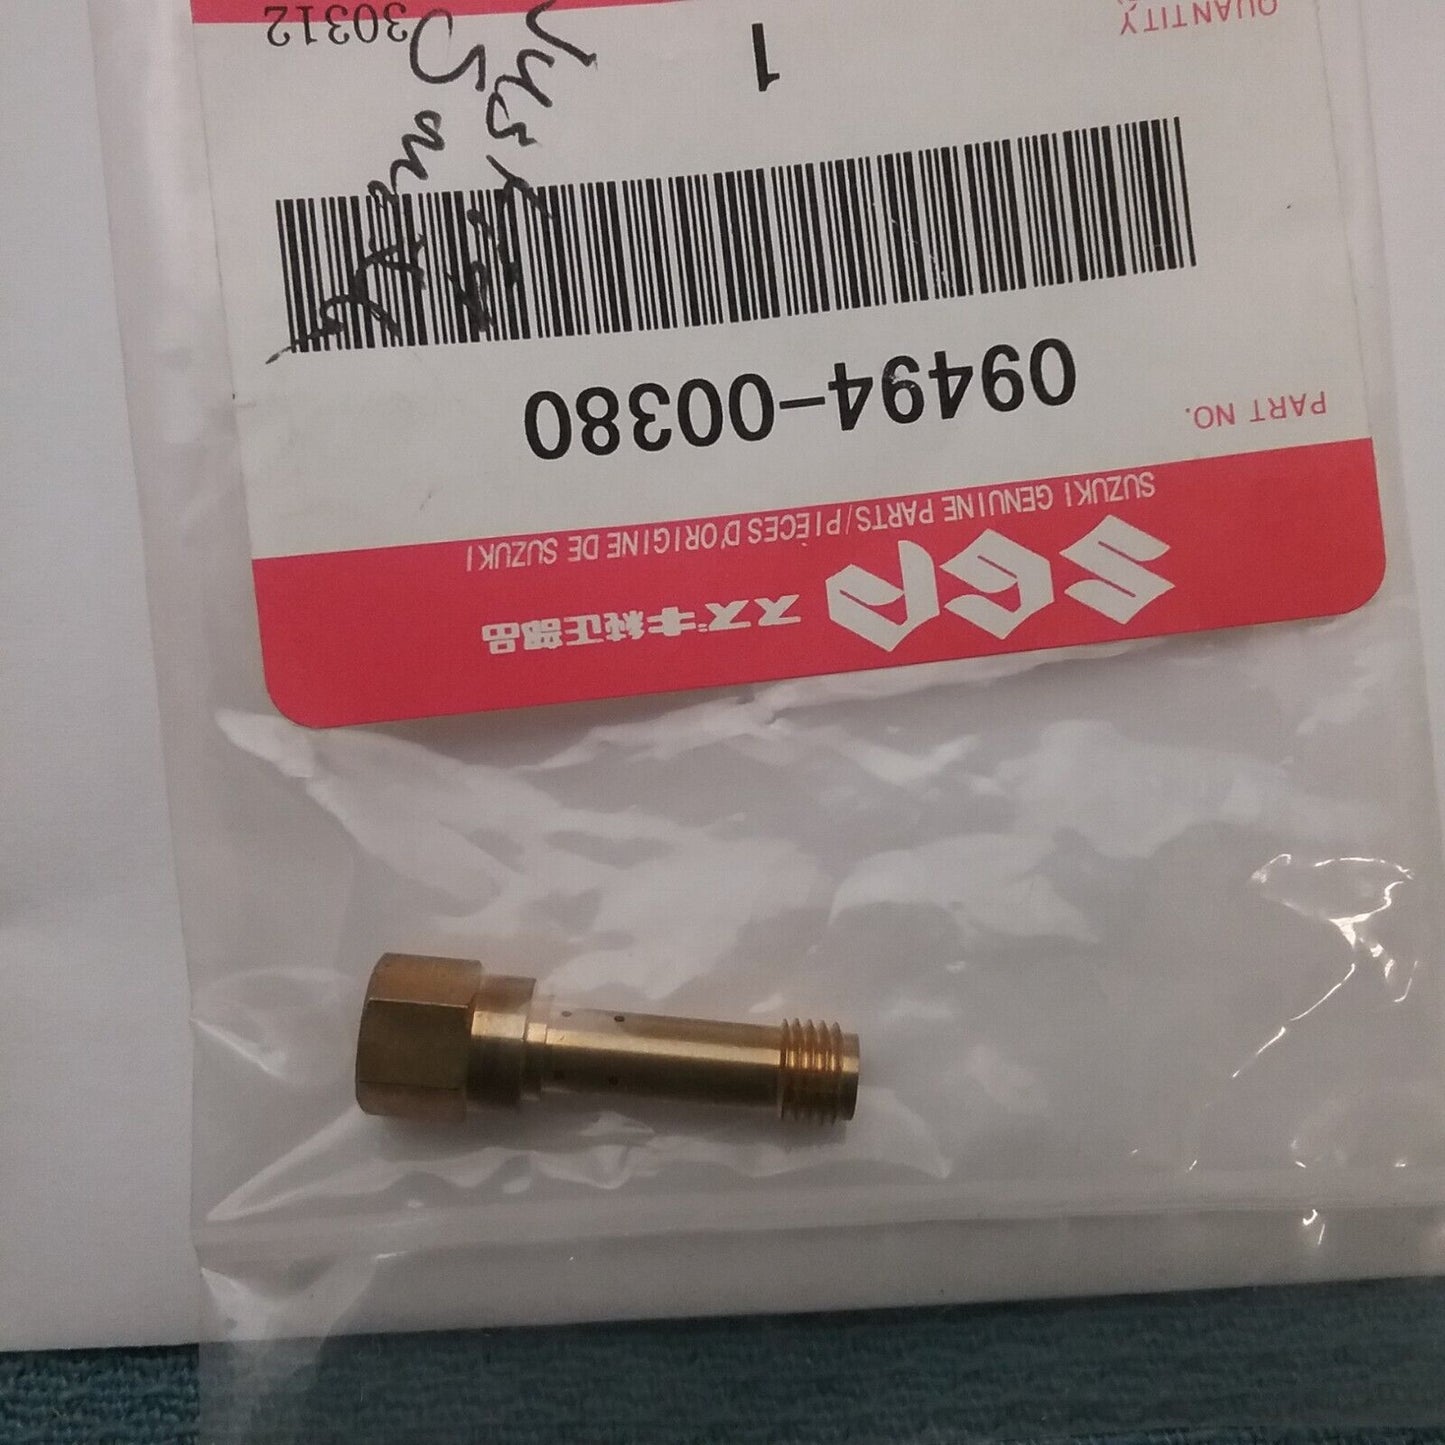 SGP スズキ純正部品
SUZUKI GENUINE PARTS/PIÈCES D'ORIGINE DE SUZUKI
PART NO.
09494-00380
QUANTITY
1
30312